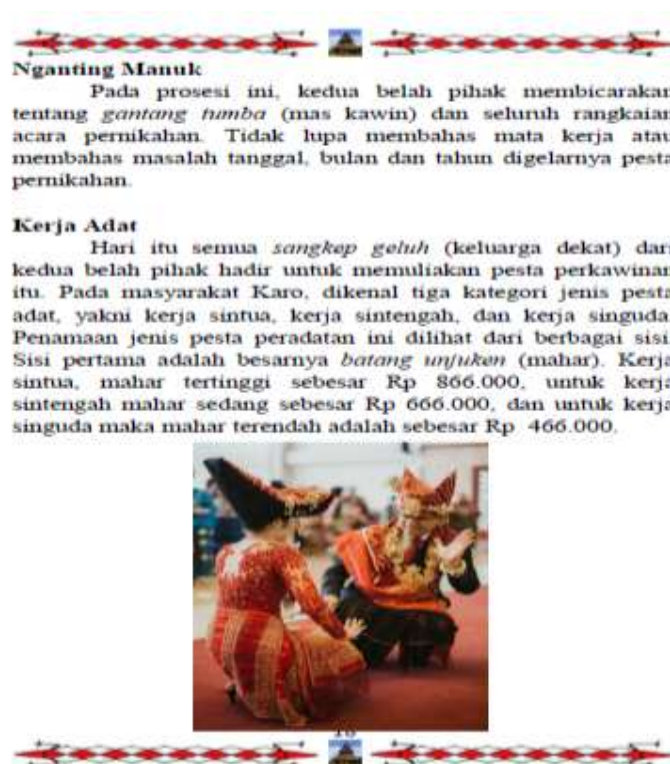 Nganting Manuk
Pada prosesi ini, kedua belah pihak membicarakan
tentang gantang tumba (mas kawin) dan seluruh rangkaian
acara pernikahan. Tidak lupa membahas mata kerja atau
membahas masalah tanggal, bulan dan tahun digelarnya pesta
pernikahan.
Kerja Adat
Hari itu semua sangkep geluh (keluarga dekat) dari
kedua belah pihak hadir untuk memuliakan pesta perkawinan
itu. Pada masyarakat Karo, dikenal tiga kategori jenis pesta
adat, yakni kerja sintua, kerja sintengah, dan kerja singuda.
Penamaan jenis pesta peradatan ini dilihat dari berbagai sisi.
Sisi pertama adalah besarnya batang unjuken (mahar). Kerja
sintua, mahar tertinggi sebesar Rp 866.000, untuk kerja
sintengah mahar sedang sebesar Rp 666.000, dan untuk kerja
singuda maka mahar terendah adalah sebesar Rp 466.000.